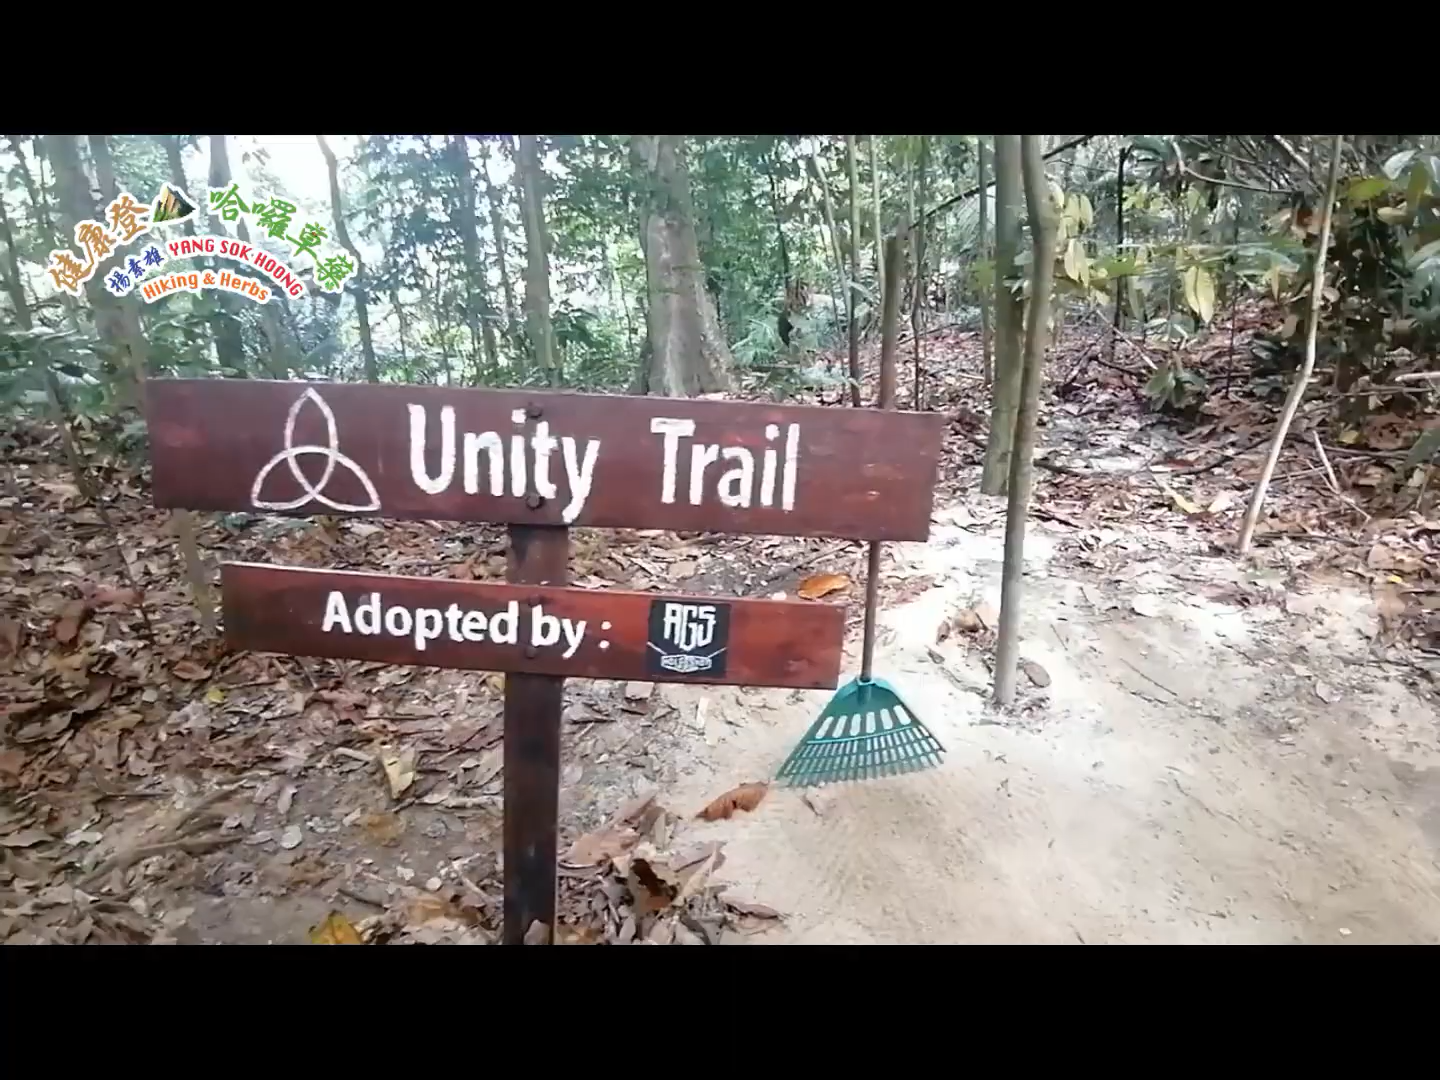 健康登 哈囉草藥
楊素雄 YANG SOK HOONG
Hiking & Herbs
Unity Trail
Adopted by :
AGS